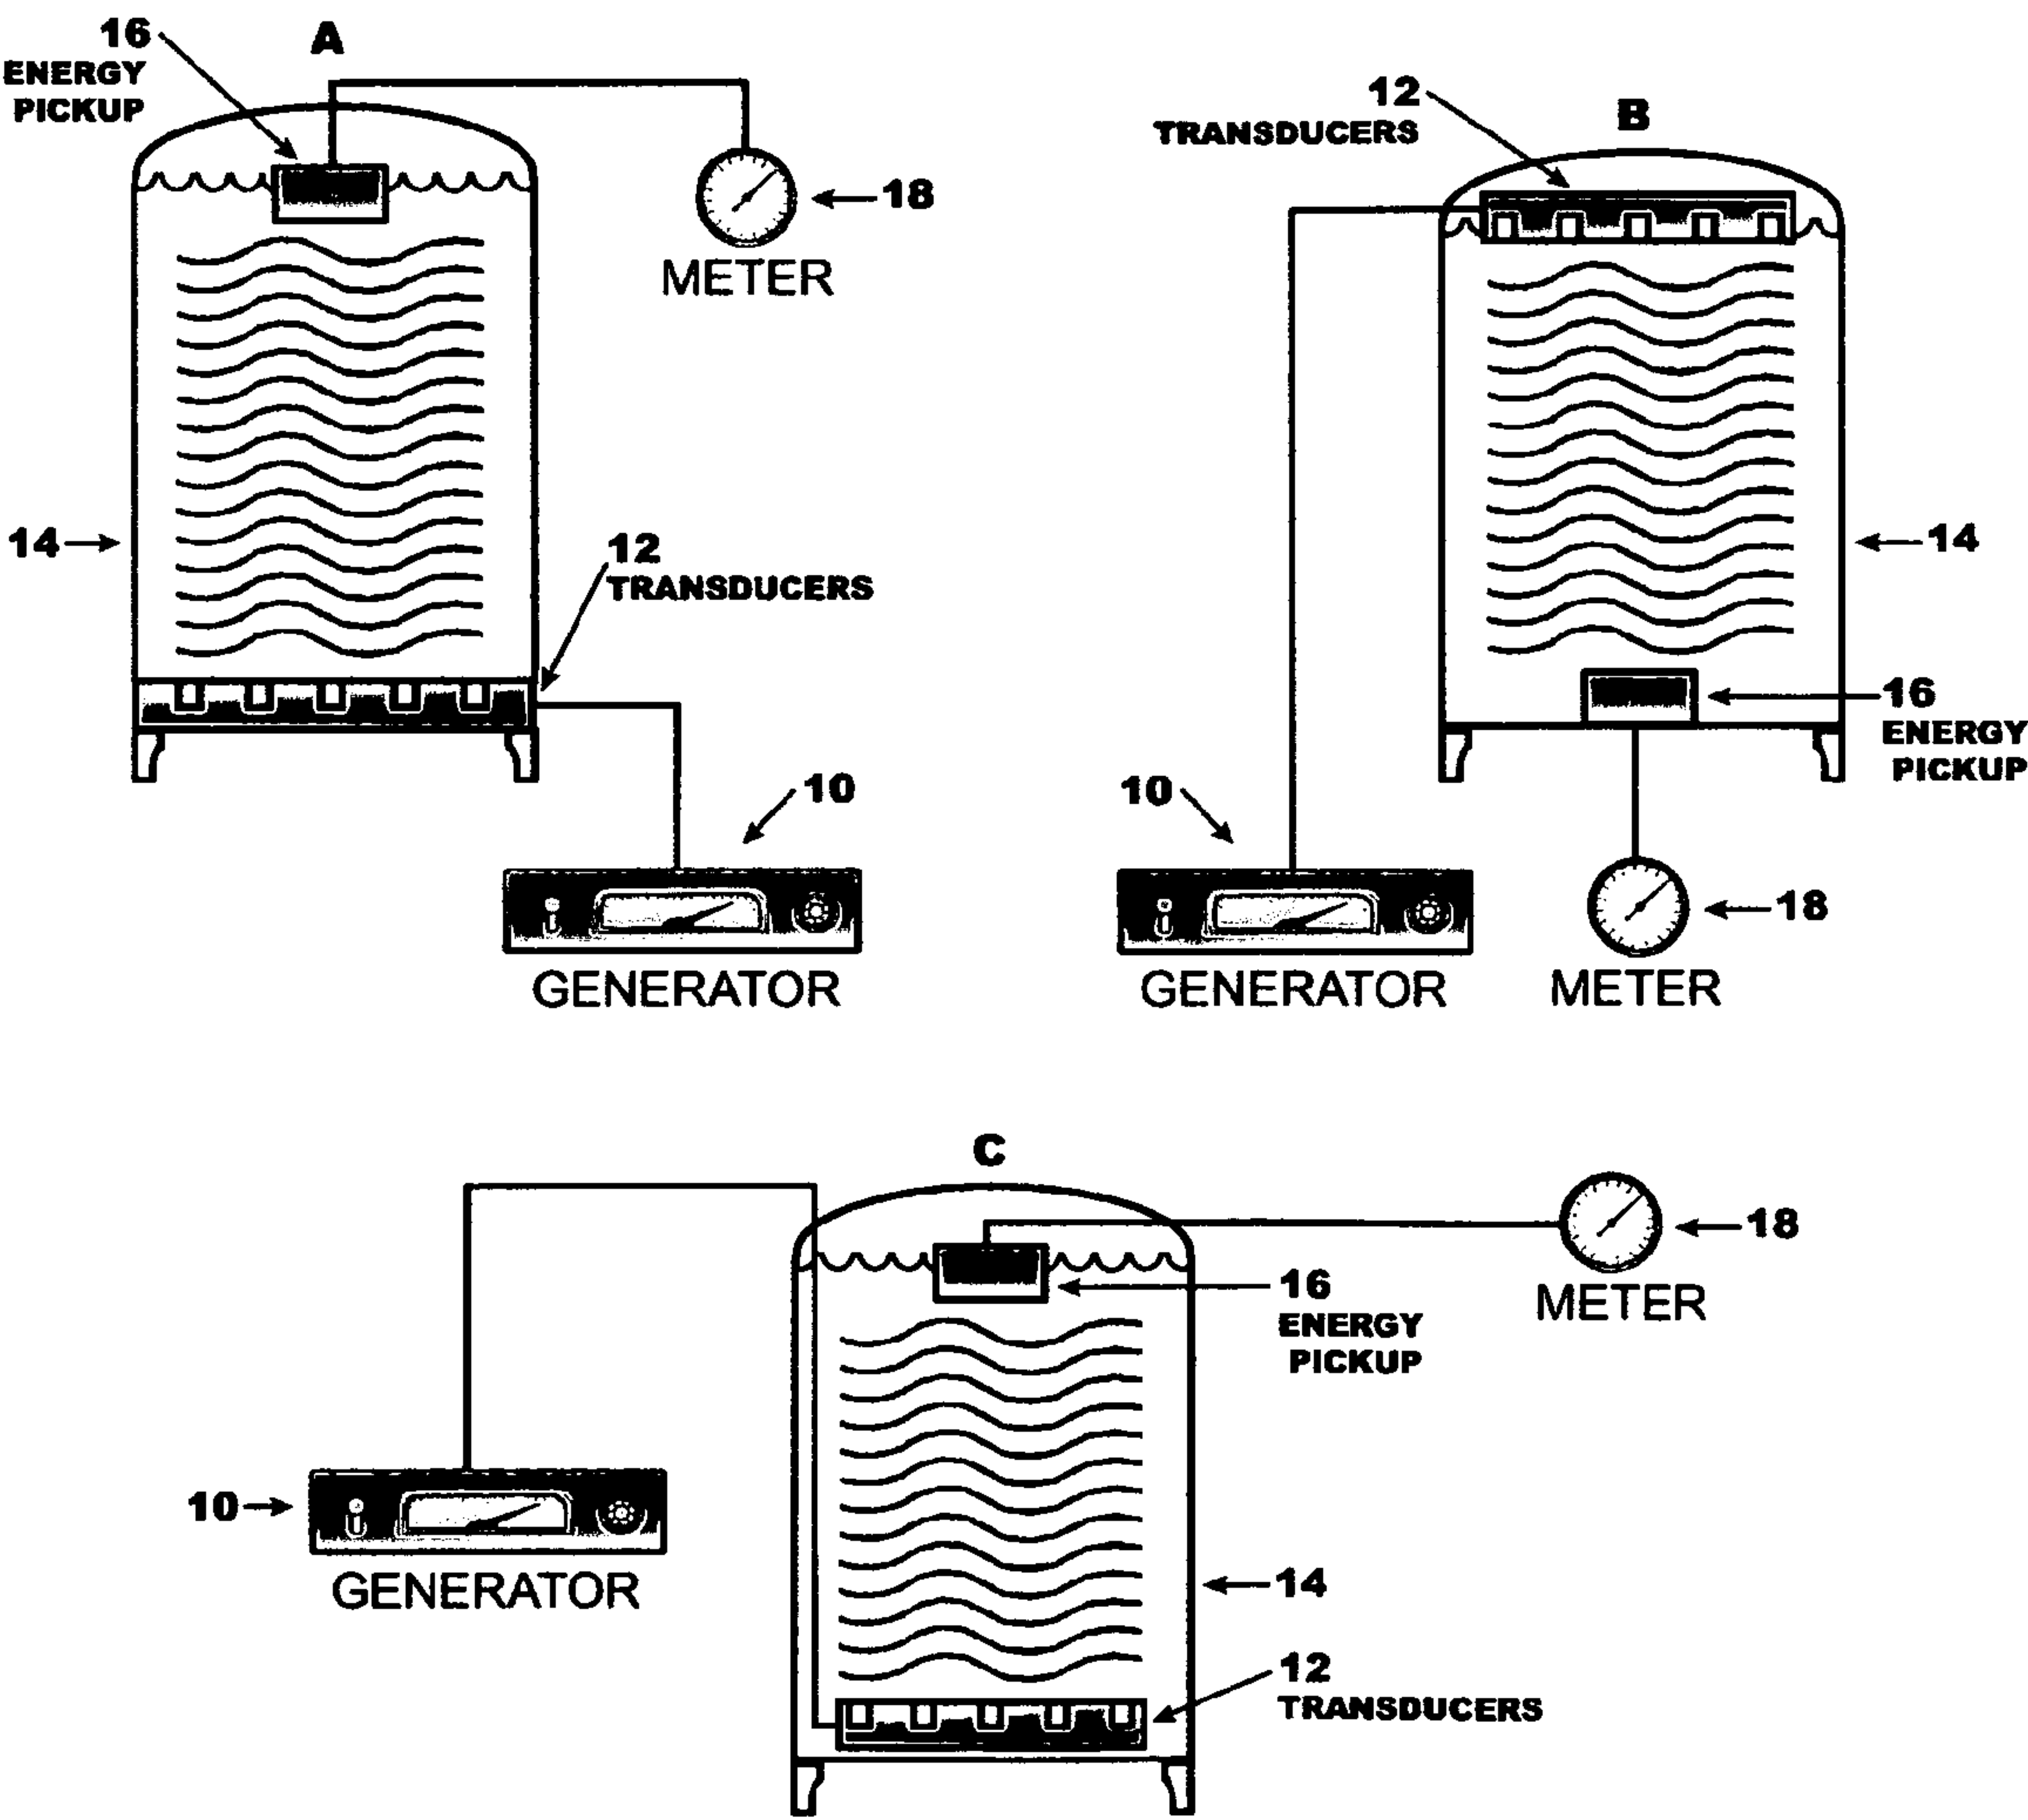 16
ENERGY
PICKUP
A
18
METER
14
12
TRANSDUCERS
10
GENERATOR
12
TRANSDUCERS
B
14
16
ENERGY
PICKUP
10
GENERATOR
18
METER
C
18
METER
16
ENERGY
PICKUP
10
GENERATOR
14
12
TRANSDUCERS